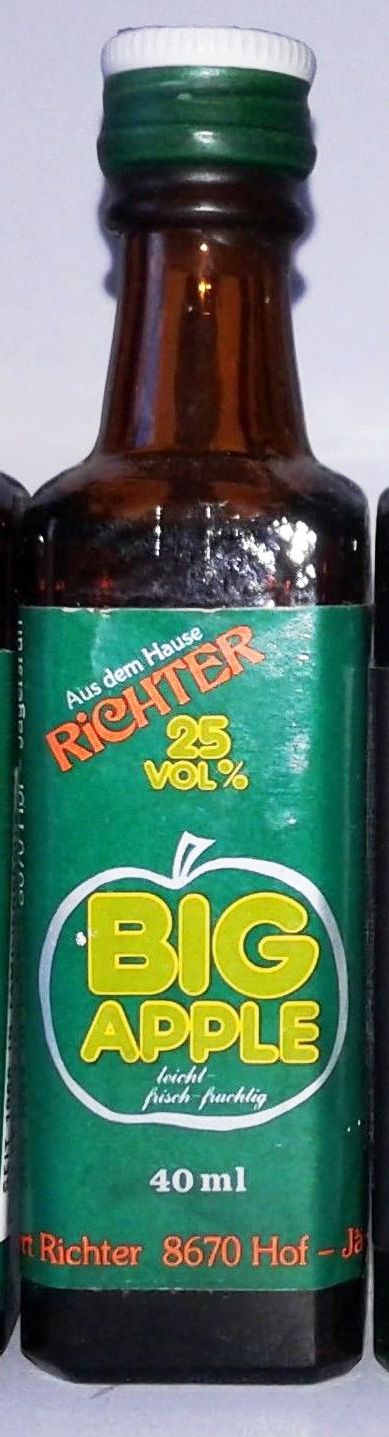 Aus dem Hause
RiCHTER
25
VOL%
BIG
APPLE
leicht-
frisch-fruchtig
40 ml
rt Richter 8670 Hof – Jä